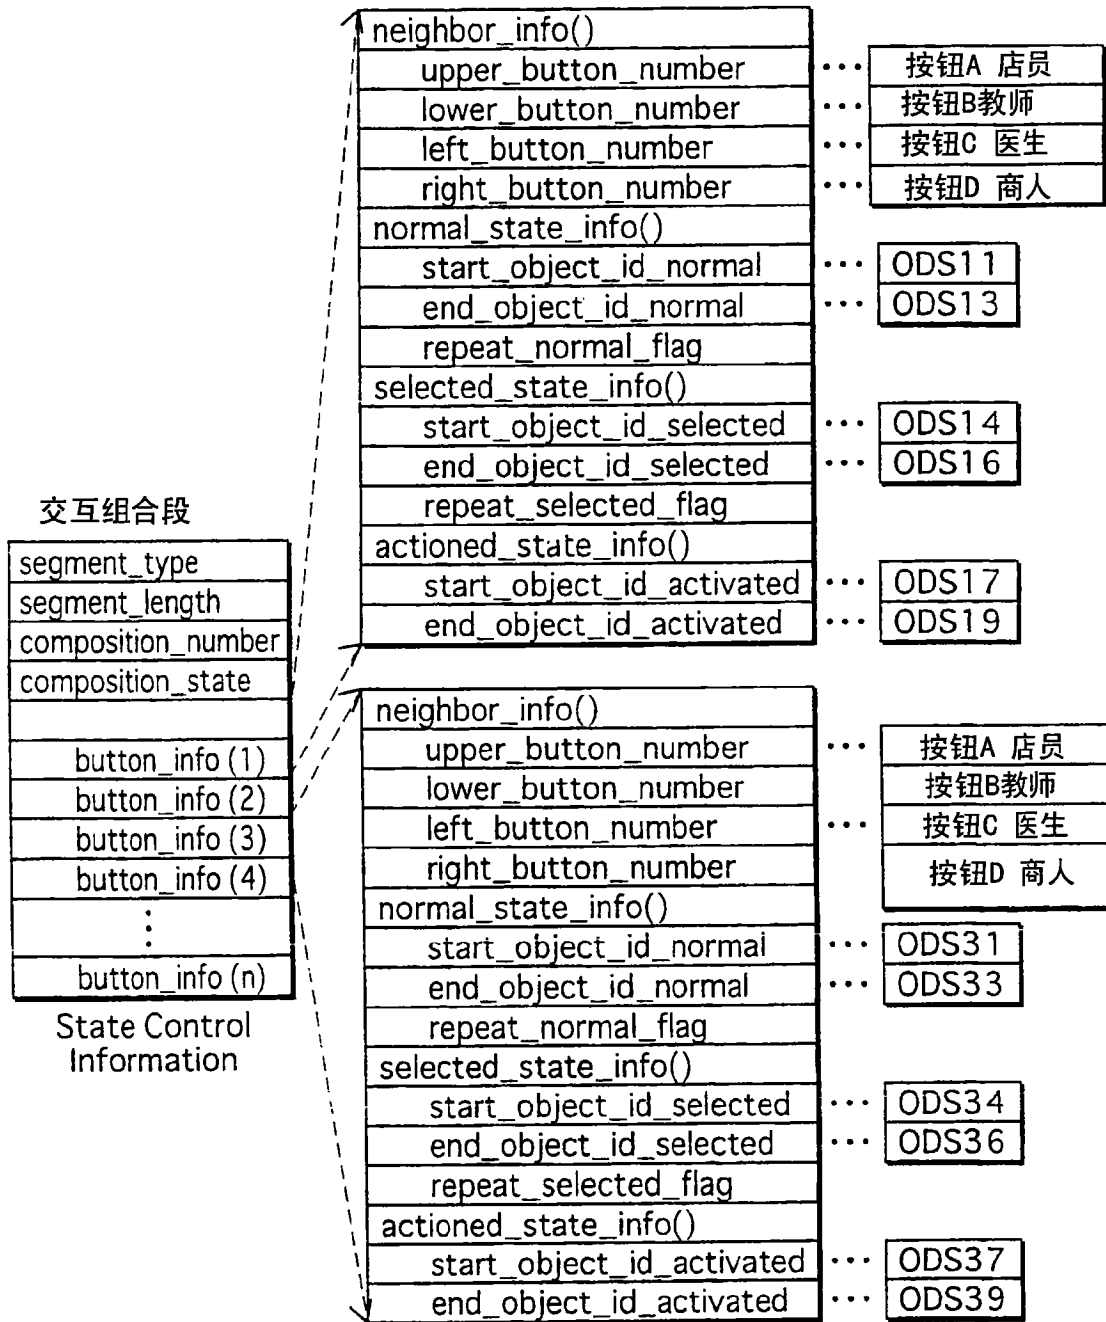 neighbor_info()
upper_button_number ··· 按钮A 店员
lower_button_number ··· 按钮B教师
left_button_number ··· 按钮C 医生
right_button_number ··· 按钮D 商人
normal_state_info()
start_object_id_normal ··· ODS11
end_object_id_normal ··· ODS13
repeat_normal_flag
selected_state_info()
start_object_id_selected ··· ODS14
end_object_id_selected ··· ODS16
repeat_selected_flag
actioned_state_info()
start_object_id_activated ··· ODS17
end_object_id_activated ··· ODS19
交互组合段
segment_type
segment_length
composition_number
composition_state
button_info (1)
button_info (2)
button_info (3)
button_info (4)
⋮
button_info (n)
State Control
Information
neighbor_info()
upper_button_number ··· 按钮A 店员
lower_button_number 按钮B教师
left_button_number ··· 按钮C 医生
right_button_number 按钮D 商人
normal_state_info()
start_object_id_normal ··· ODS31
end_object_id_normal ··· ODS33
repeat_normal_flag
selected_state_info()
start_object_id_selected ··· ODS34
end_object_id_selected ··· ODS36
repeat_selected_flag
actioned_state_info()
start_object_id_activated ··· ODS37
end_object_id_activated ··· ODS39